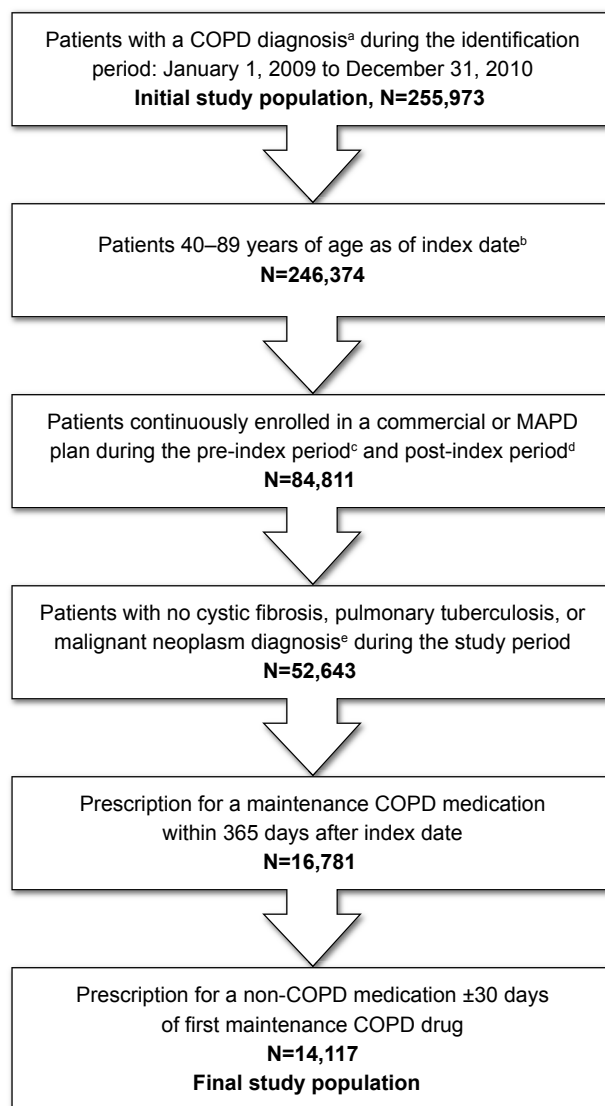 Patients with a COPD diagnosisᵃ during the identification
period: January 1, 2009 to December 31, 2010
Initial study population, N=255,973
Patients 40–89 years of age as of index dateᵇ
N=246,374
Patients continuously enrolled in a commercial or MAPD
plan during the pre-index periodᶜ and post-index periodᵈ
N=84,811
Patients with no cystic fibrosis, pulmonary tuberculosis, or
malignant neoplasm diagnosisᵉ during the study period
N=52,643
Prescription for a maintenance COPD medication
within 365 days after index date
N=16,781
Prescription for a non-COPD medication ±30 days
of first maintenance COPD drug
N=14,117
Final study population